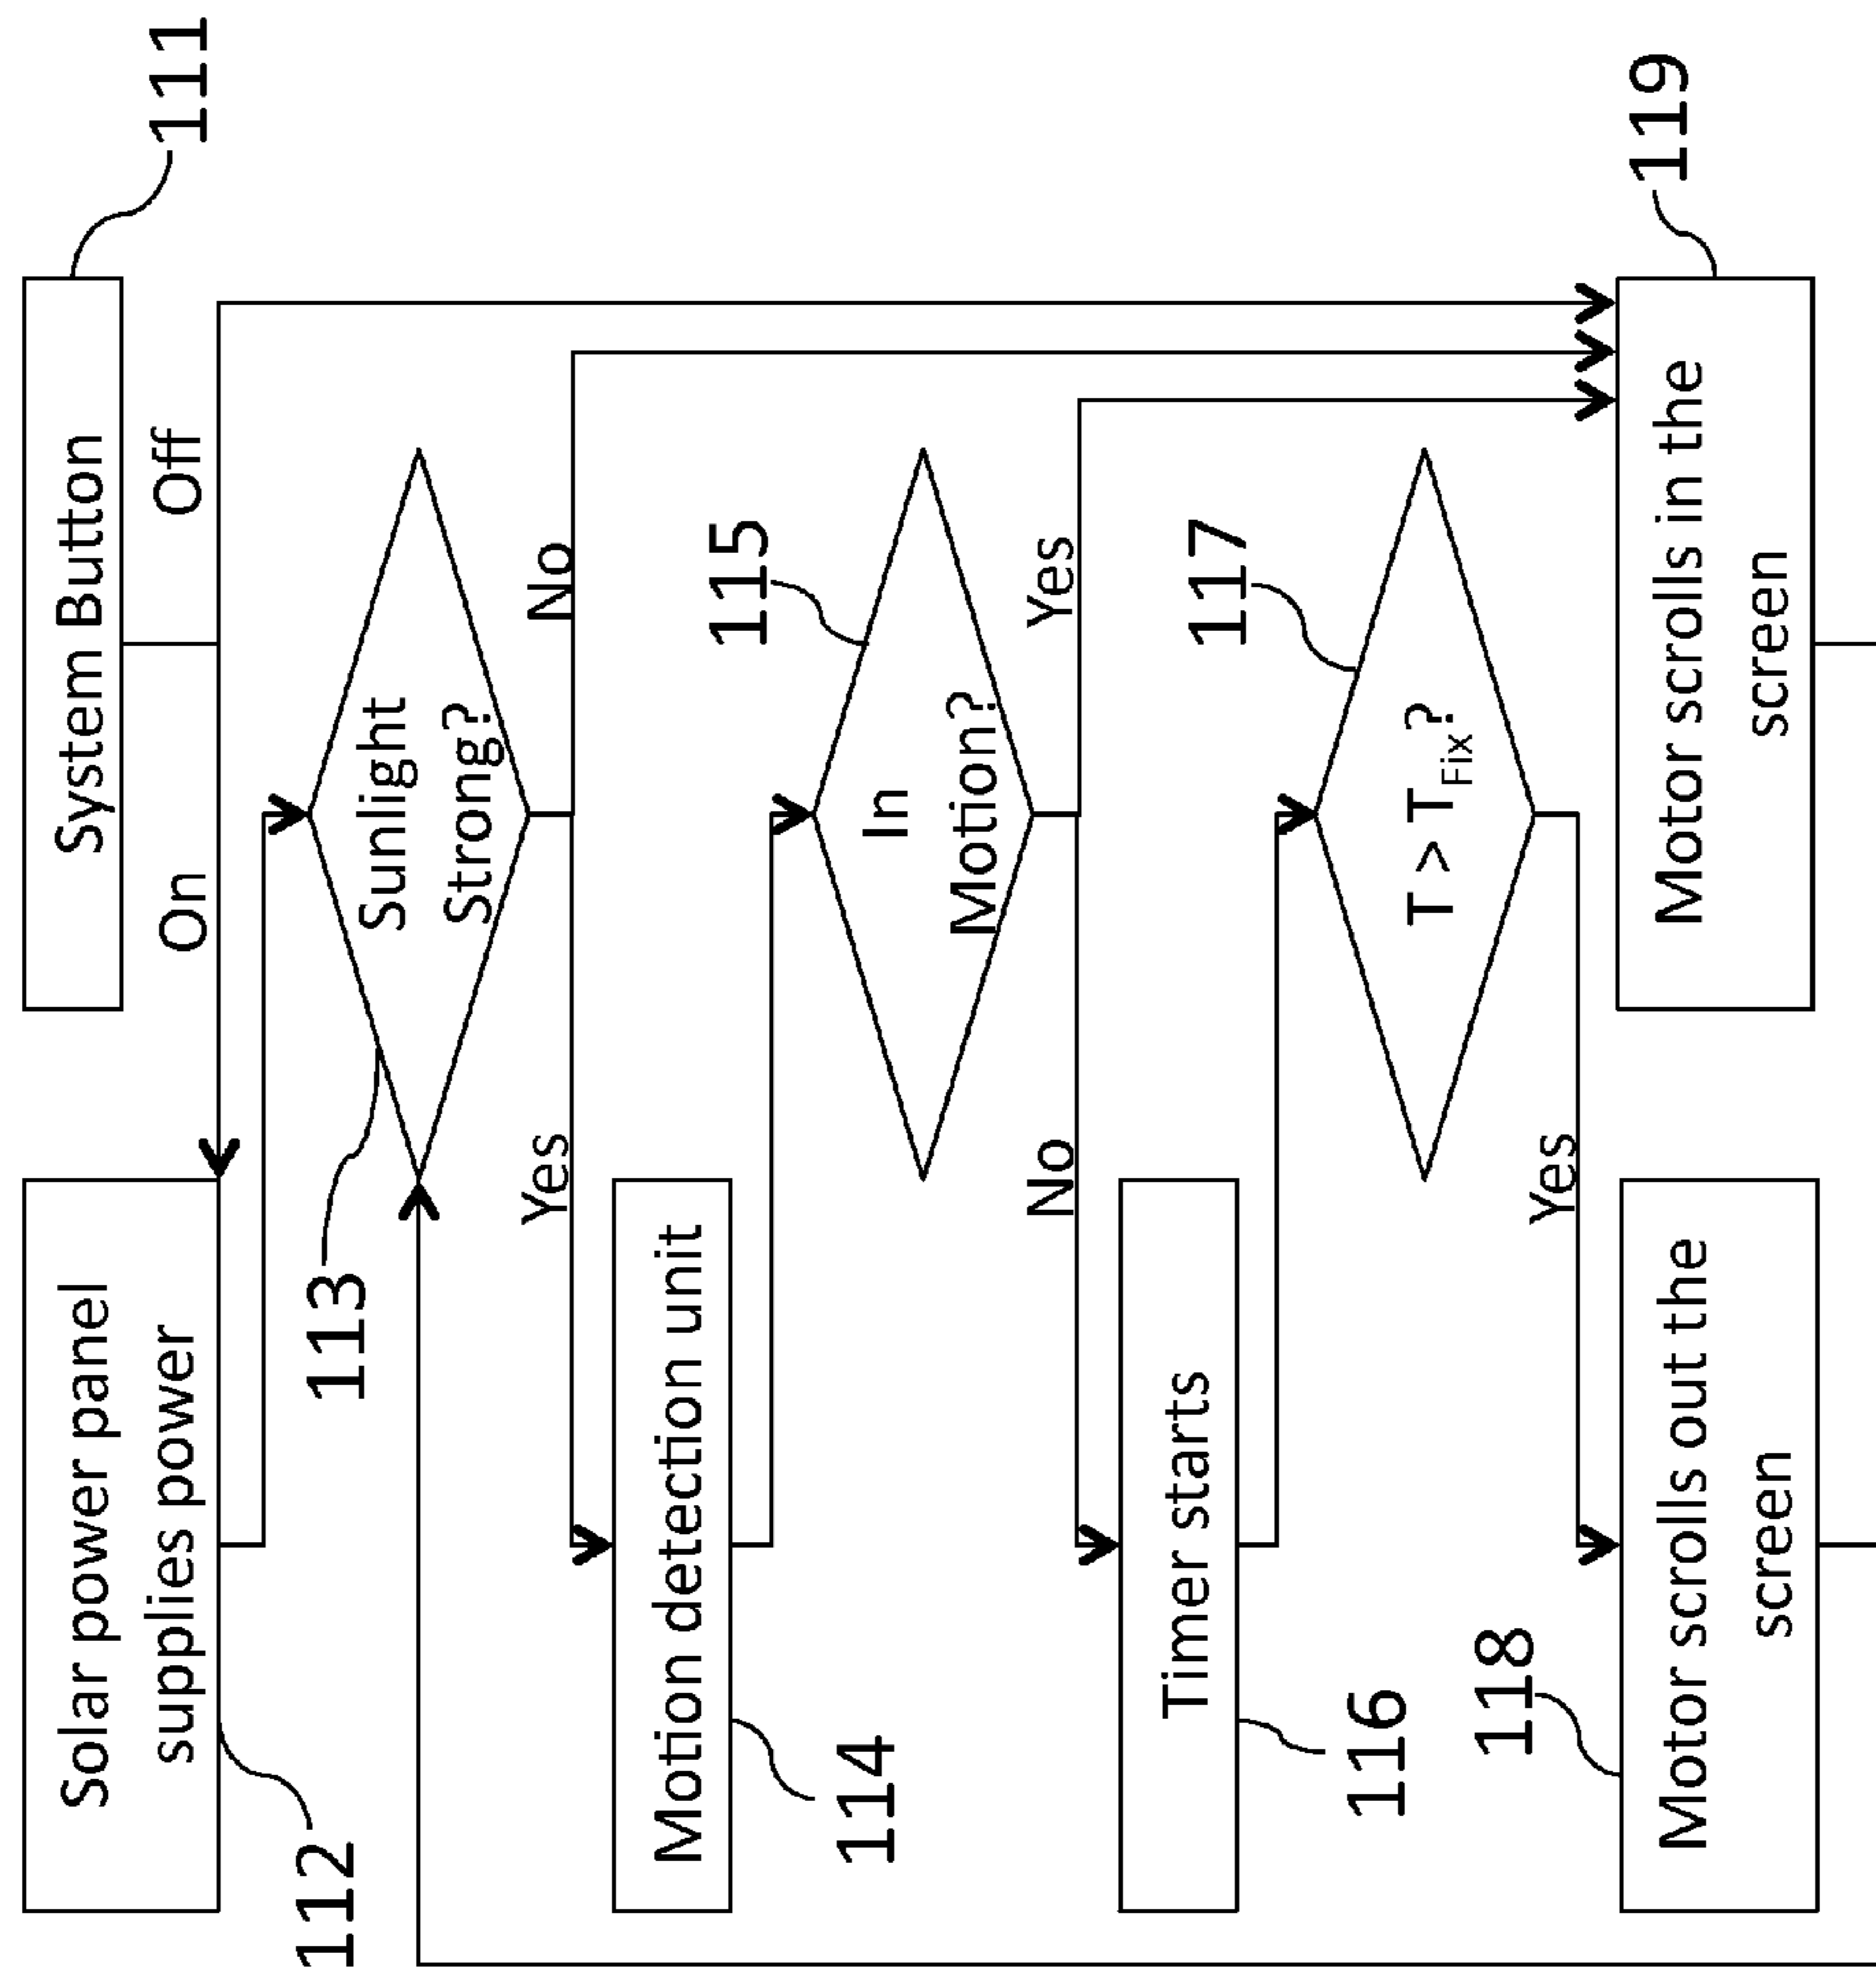 System Button
111
On
Off
Solar power panel
supplies power
112
Sunlight
Strong?
113
Yes
No
Motion detection unit
114
In
Motion?
115
No
Yes
Timer starts
116
T > TFix?
117
Yes
Motor scrolls out the
screen
118
Motor scrolls in the
screen
119